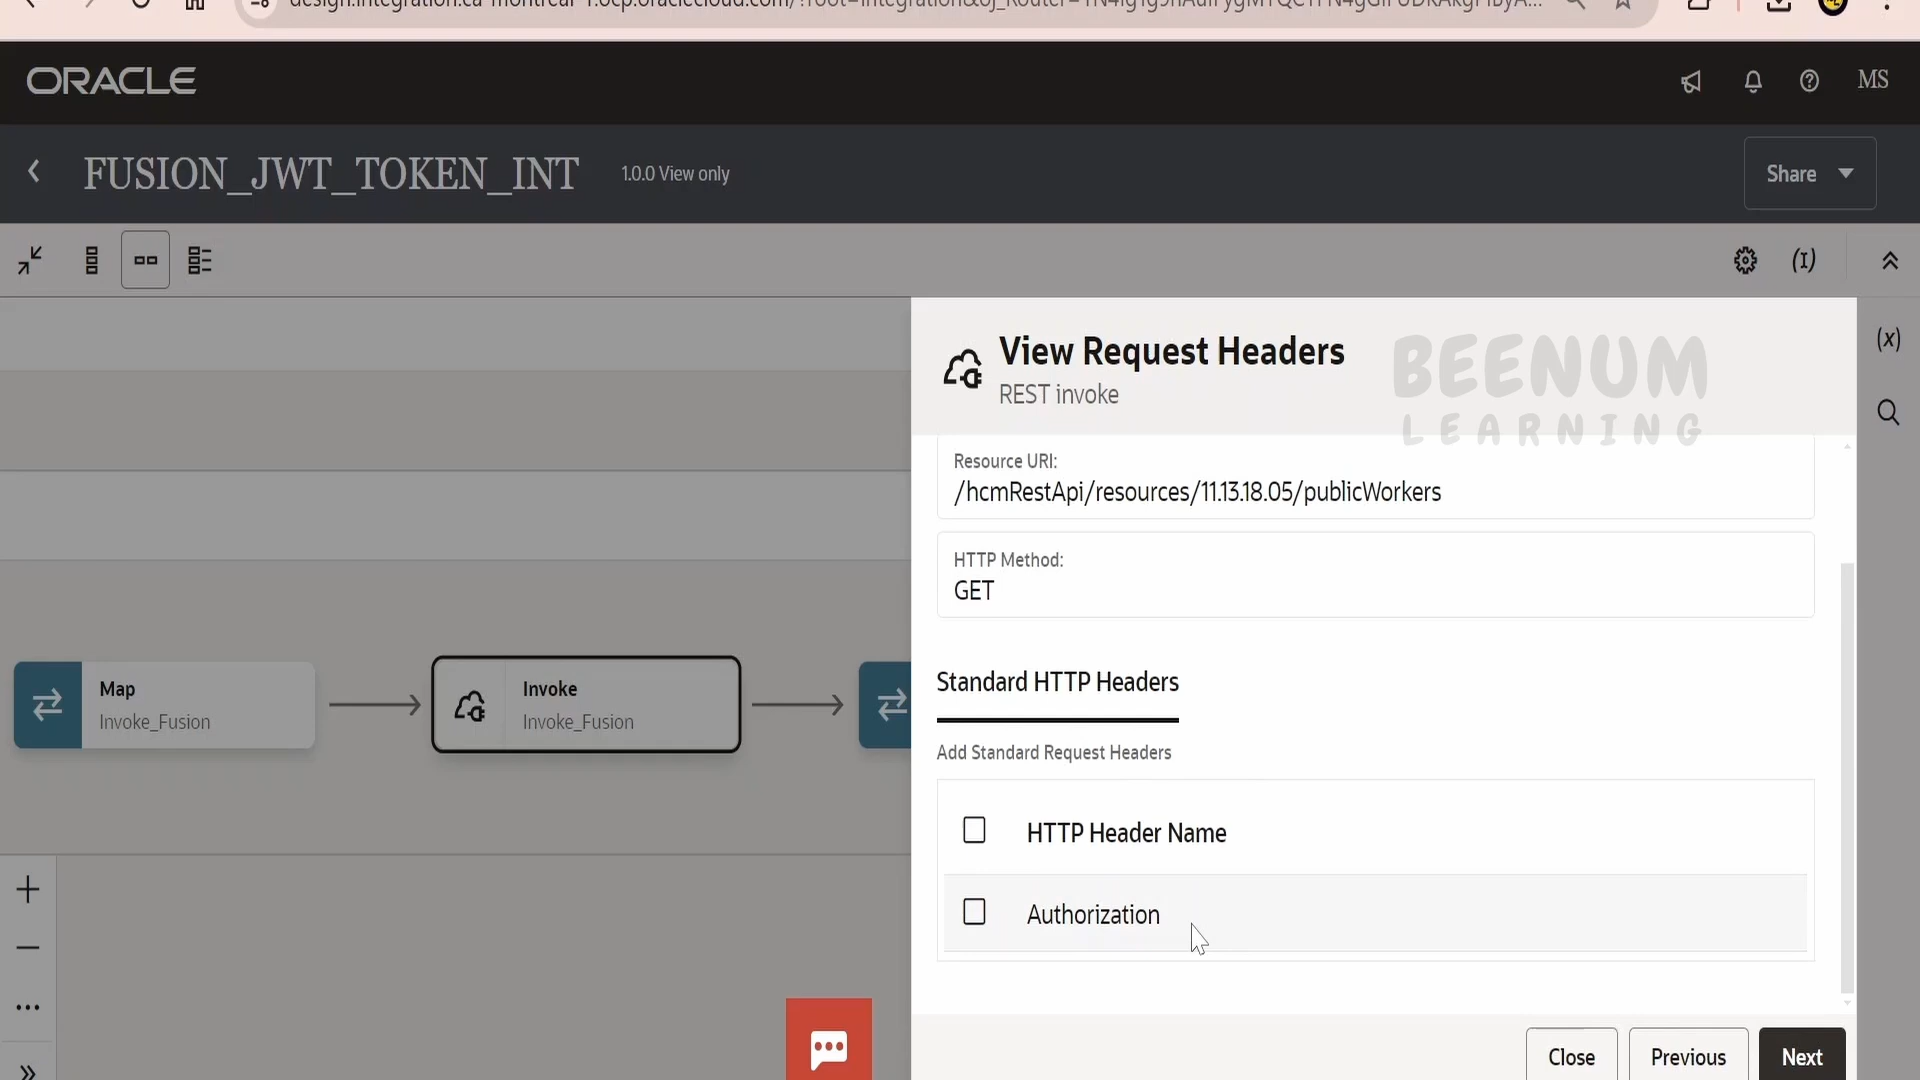 ORACLE
MS
FUSION_JWT_TOKEN_INT
1.0.0 View only
Share
View Request Headers
REST invoke
BEENUM
LEARNING
Resource URI:
/hcmRestApi/resources/11.13.18.05/publicWorkers
HTTP Method:
GET
Map
Invoke_Fusion
Invoke
Invoke_Fusion
Standard HTTP Headers
Add Standard Request Headers
HTTP Header Name
Authorization
Close
Previous
Next